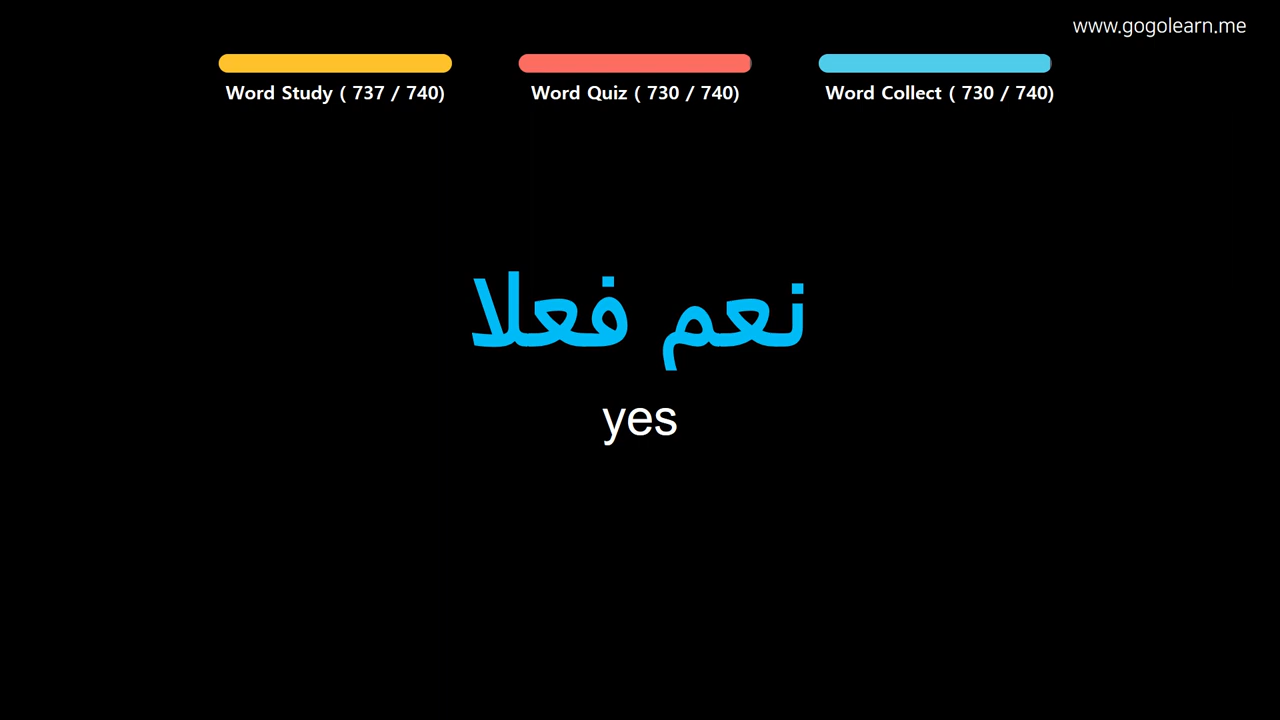 www.gogolearn.me
Word Study ( 737 / 740)
Word Quiz ( 730 / 740)
Word Collect ( 730 / 740)
نعم فعلا
yes